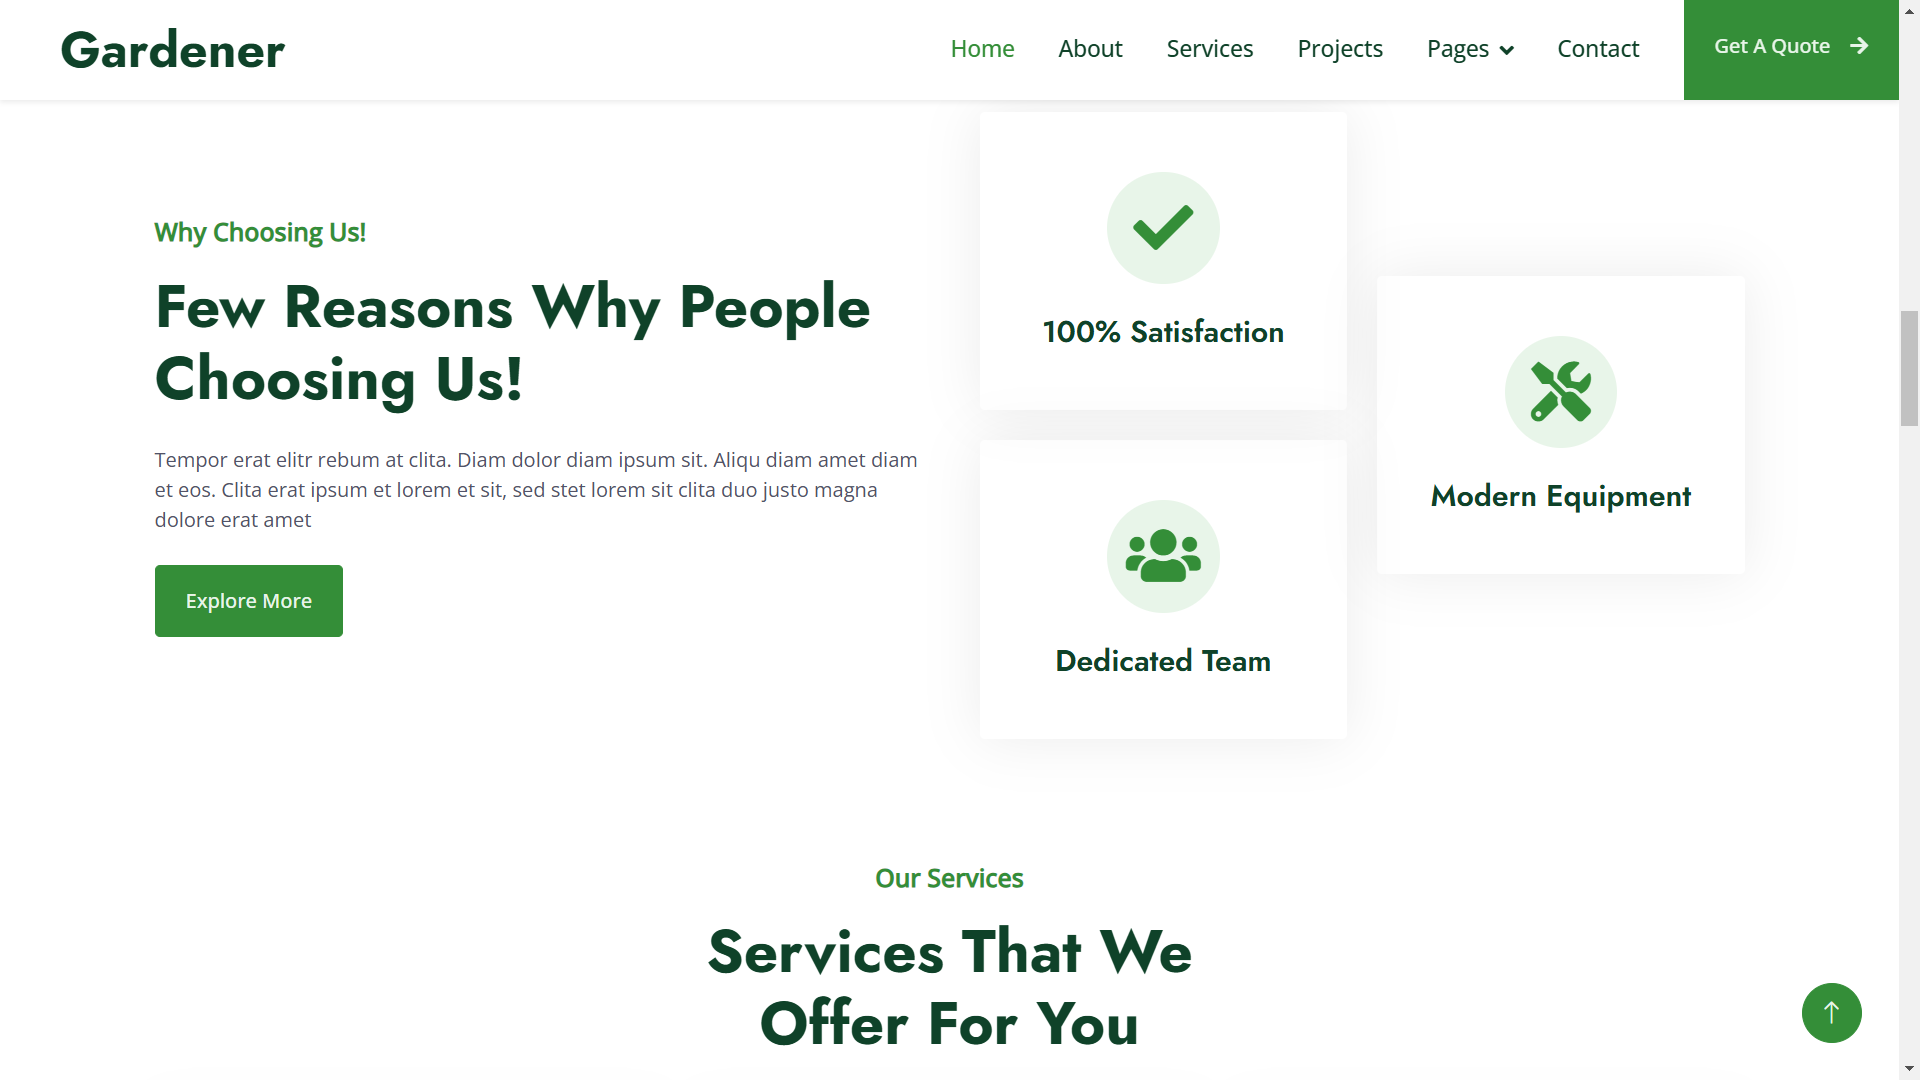 Gardener
Home
About
Services
Projects
Pages
Contact
Get A Quote
Why Choosing Us!
Few Reasons Why People
Choosing Us!
Tempor erat elitr rebum at clita. Diam dolor diam ipsum sit. Aliqu diam amet diam
et eos. Clita erat ipsum et lorem et sit, sed stet lorem sit clita duo justo magna
dolore erat amet
Explore More
100% Satisfaction
Dedicated Team
Modern Equipment
Our Services
Services That We
Offer For You